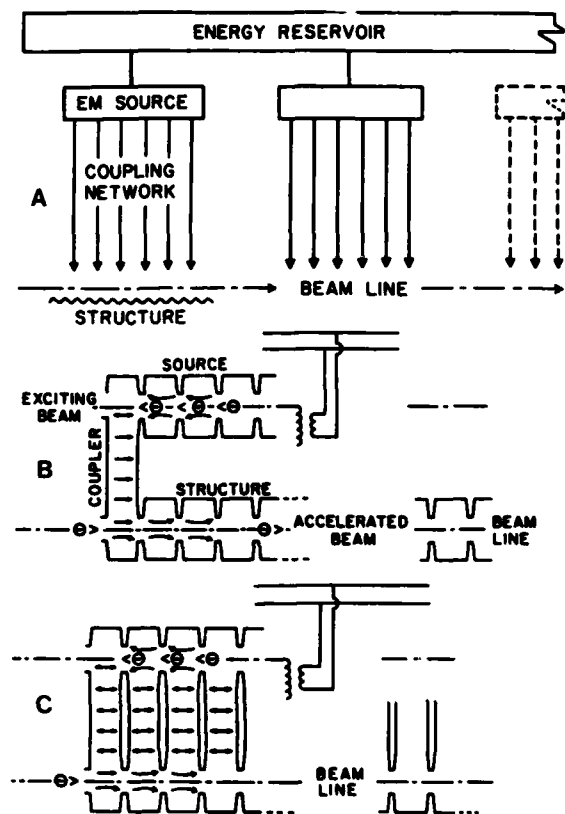 ENERGY RESERVOIR
EM SOURCE
COUPLING
NETWORK
A
BEAM LINE
STRUCTURE
SOURCE
EXCITING
BEAM
COUPLER
B
STRUCTURE
ACCELERATED
BEAM
BEAM
LINE
C
BEAM
LINE